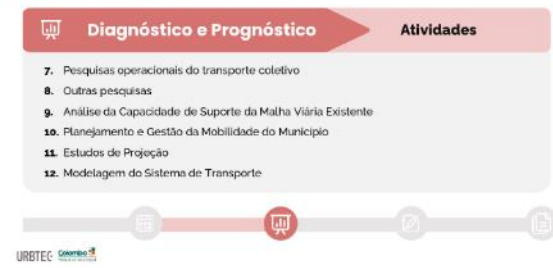 Diagnóstico e Prognóstico
Atividades
7. Pesquisas operacionais do transporte coletivo
8. Outras pesquisas
9. Análise da Capacidade de Suporte da Malha Viária Existente
10. Planejamento e Gestão da Mobilidade do Município
11. Estudos de Projeção
12. Modelagem do Sistema de Transporte
URBTEC Colombo